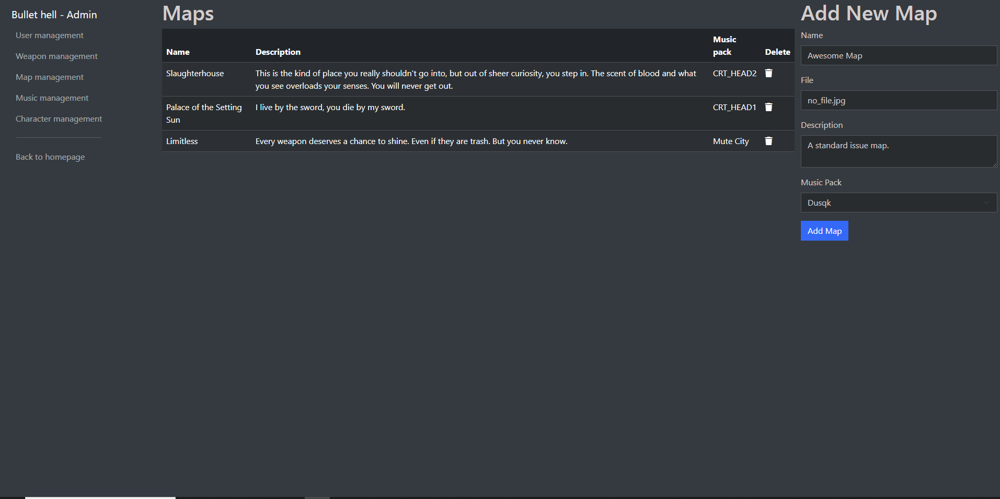 Bullet hell - Admin
User management
Weapon management
Map management
Music management
Character management
Back to homepage
Maps
Name Description Music pack Delete
Slaughterhouse This is the kind of place you really shouldn't go into, but out of sheer curiosity, you step in. The scent of blood and what CRT_HEAD2
you see overloads your senses. You will never get out.
Palace of the Setting I live by the sword, you die by my sword. CRT_HEAD1
Sun
Limitless Every weapon deserves a chance to shine. Even if they are trash. But you never know. Mute City
Add New Map
Name
Awesome Map
File
no_file.jpg
Description
A standard issue map.
Music Pack
Dusqk
Add Map